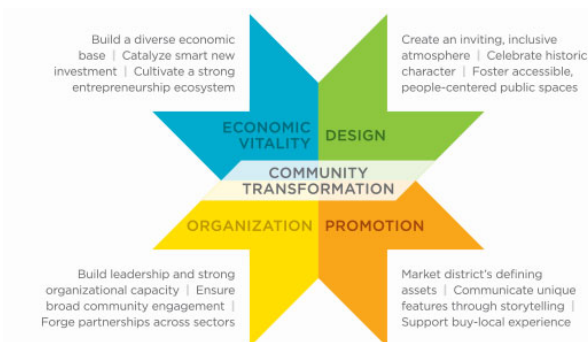 Build a diverse economic
base | Catalyze smart new
investment | Cultivate a strong
entrepreneurship ecosystem
Create an inviting, inclusive
atmosphere | Celebrate historic
character | Foster accessible,
people-centered public spaces
ECONOMIC
VITALITY
DESIGN
COMMUNITY
TRANSFORMATION
ORGANIZATION
PROMOTION
Build leadership and strong
organizational capacity | Ensure
broad community engagement |
Forge partnerships across sectors
Market district's defining
assets | Communicate unique
features through storytelling |
Support buy-local experience